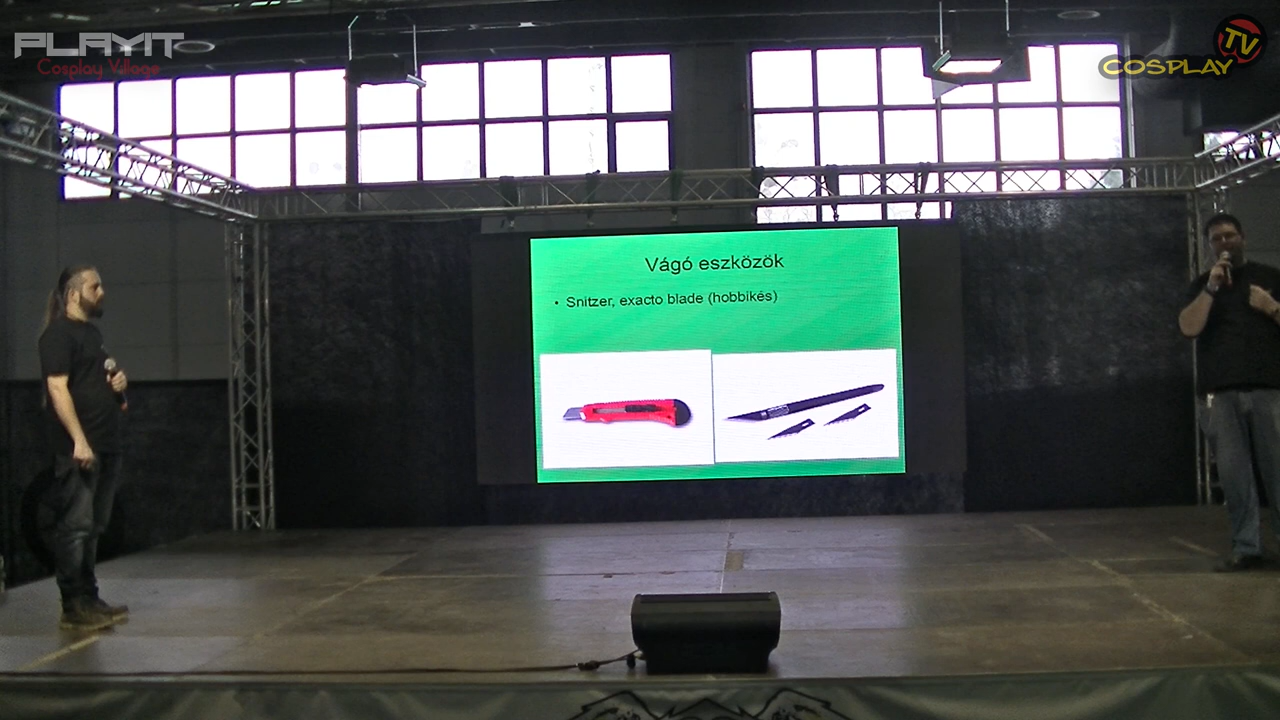 PLAYIT
Cosplay Village
TV
COSPLAY
Vágó eszközök
• Snitzer, exacto blade (hobbikés)